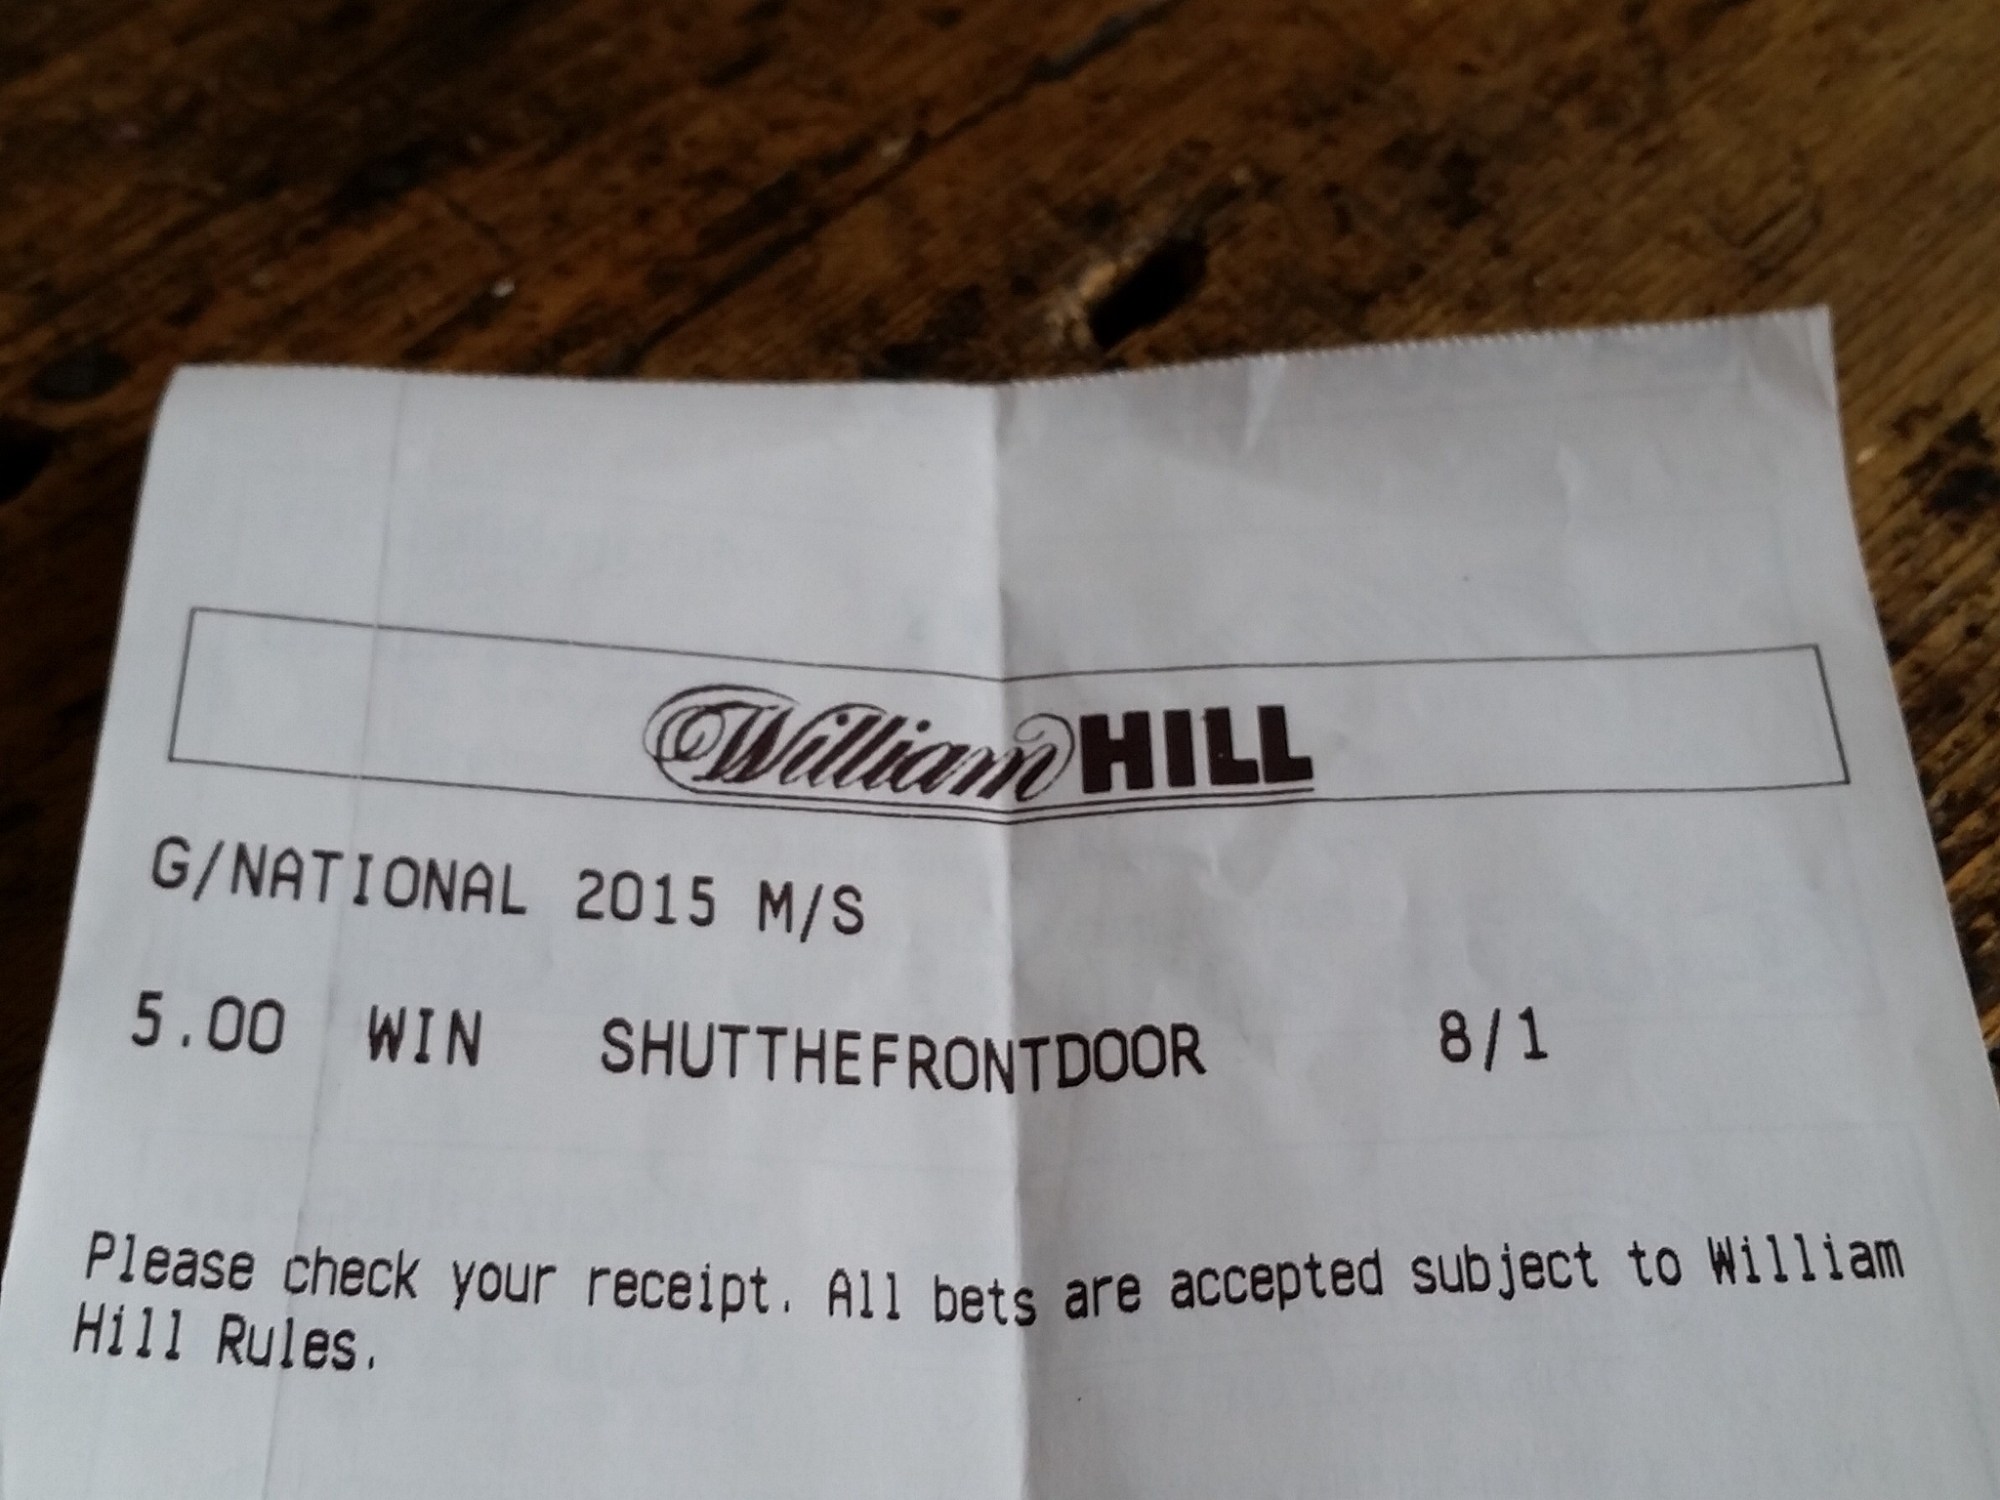 William HILL
G/NATIONAL 2015 M/S
5.00 WIN SHUTTHEFRONTDOOR 8/1
Please check your receipt. All bets are accepted subject to William
Hill Rules.